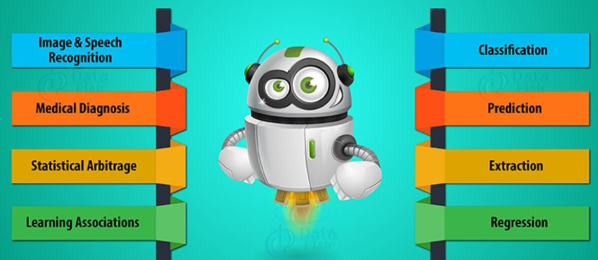 Image & Speech
Recognition
Medical Diagnosis
Statistical Arbitrage
Learning Associations
Classification
Prediction
Extraction
Regression